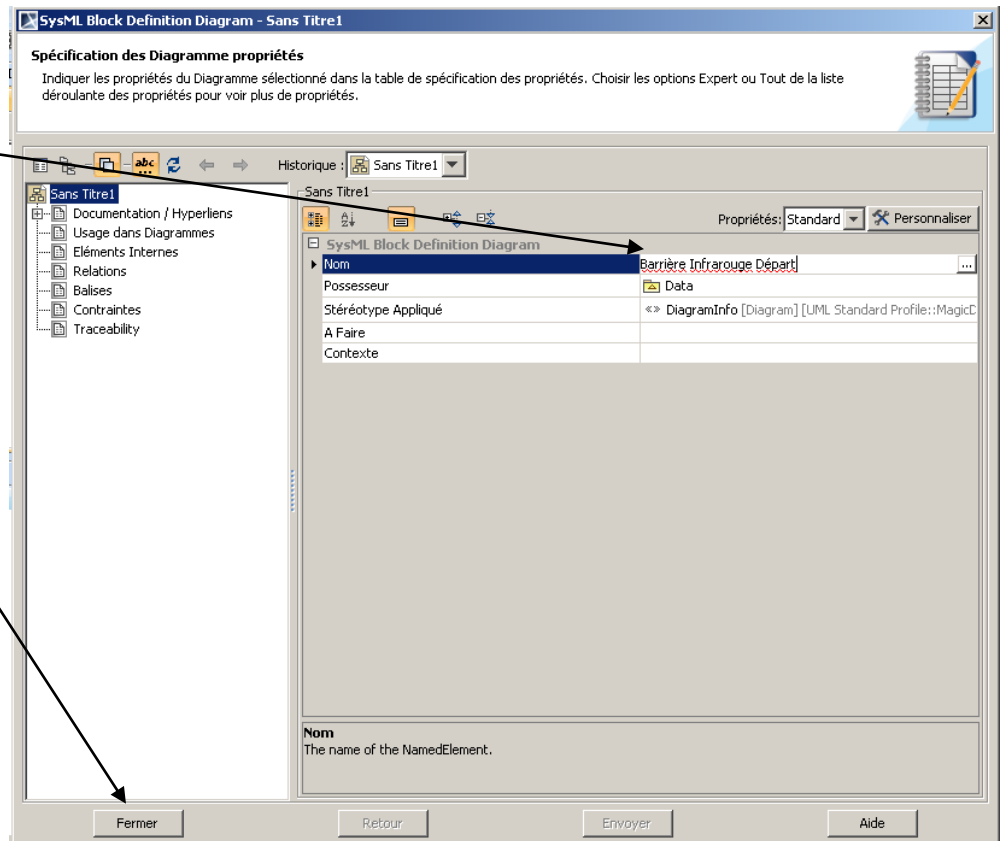 SysML Block Definition Diagram - Sans Titre1
Spécification des Diagramme propriétés
Indiquer les propriétés du Diagramme sélectionné dans la table de spécification des propriétés. Choisir les options Expert ou Tout de la liste
déroulante des propriétés pour voir plus de propriétés.
abc
Historique : Sans Titre1
Sans Titre1
Documentation / Hyperliens
Usage dans Diagrammes
Eléments Internes
Relations
Balises
Contraintes
Traceability
Sans Titre1
Propriétés: Standard Personnaliser
SysML Block Definition Diagram
Nom Barrière Infrarouge Départ ...
Possesseur Data
Stéréotype Appliqué «» DiagramInfo [Diagram] [UML Standard Profile::MagicD
A Faire
Contexte
Nom
The name of the NamedElement.
Fermer Retour Envoyer Aide